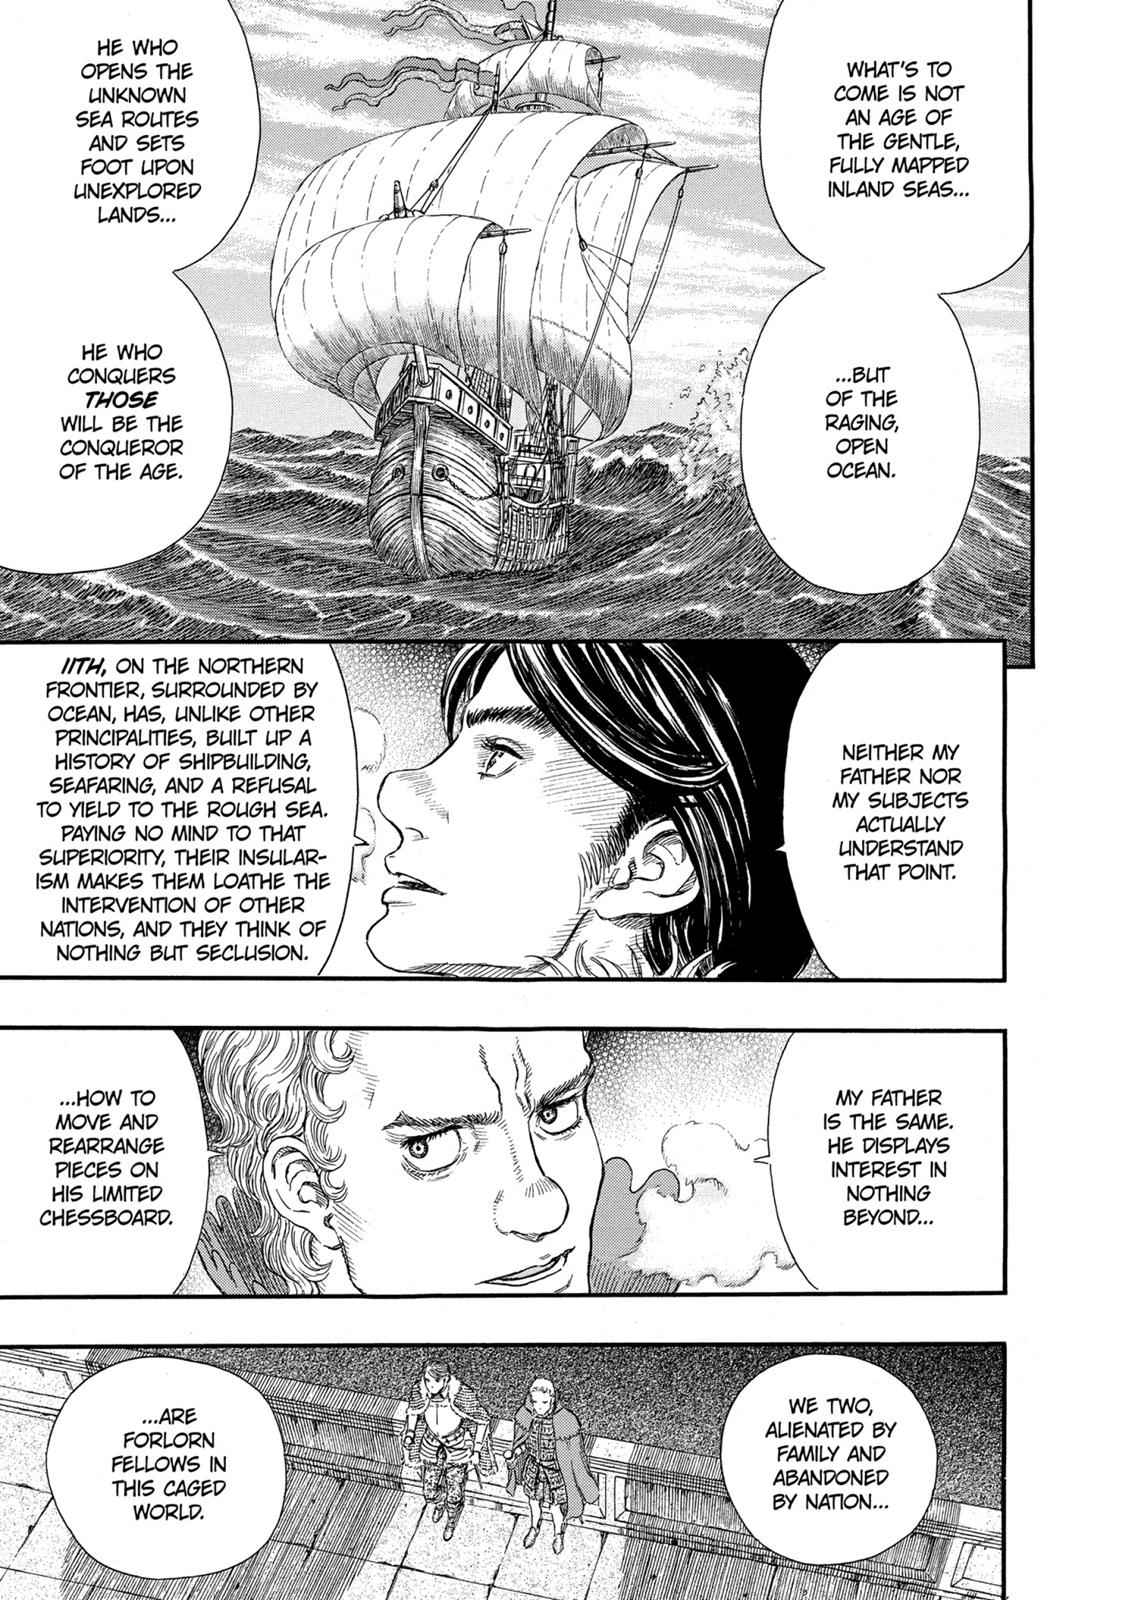 WHAT'S TO
COME IS NOT
AN AGE OF
THE GENTLE,
FULLY MAPPED
INLAND SEAS...
...BUT
OF THE
RAGING,
OPEN
OCEAN.
HE WHO
OPENS THE
UNKNOWN
SEA ROUTES
AND SETS
FOOT UPON
UNEXPLORED
LANDS...
HE WHO
CONQUERS
THOSE
WILL BE THE
CONQUEROR
OF THE AGE.
NEITHER MY
FATHER NOR
MY SUBJECTS
ACTUALLY
UNDERSTAND
THAT POINT.
IITH, ON THE NORTHERN
FRONTIER, SURROUNDED BY
OCEAN, HAS, UNLIKE OTHER
PRINCIPALITIES, BUILT UP A
HISTORY OF SHIPBUILDING,
SEAFARING, AND A REFUSAL
TO YIELD TO THE ROUGH SEA.
PAYING NO MIND TO THAT
SUPERIORITY, THEIR INSULAR-
ISM MAKES THEM LOATHE THE
INTERVENTION OF OTHER
NATIONS, AND THEY THINK OF
NOTHING BUT SECLUSION.
MY FATHER
IS THE SAME.
HE DISPLAYS
INTEREST IN
NOTHING
BEYOND...
...HOW TO
MOVE AND
REARRANGE
PIECES ON
HIS LIMITED
CHESSBOARD.
WE TWO,
ALIENATED BY
FAMILY AND
ABANDONED
BY NATION...
...ARE
FORLORN
FELLOWS IN
THIS CAGED
WORLD.